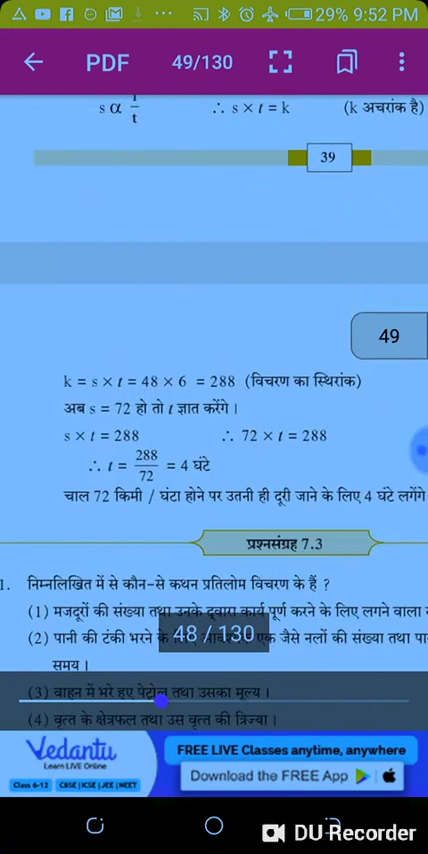 29% 9:52 PM
PDF 49/130
s α 1/t ∴ s × t = k (k अचरांक है)
39
49
k = s × t = 48 × 6 = 288 (विचरण का स्थिरांक)
अब s = 72 हो तो t ज्ञात करेंगे ।
s × t = 288 ∴ 72 × t = 288
∴ t = 288/72 = 4 घंटे
चाल 72 किमी / घंटा होने पर उतनी ही दूरी जाने के लिए 4 घंटे लगेंगे
प्रश्नसंग्रह 7.3
1. निम्नलिखित में से कौन-से कथन प्रतिलोम विचरण के हैं ?
(1) मजदूरों की संख्या तथा उनके द्वारा कार्य पूर्ण करने के लिए लगने वाला
(2) पानी की टंकी भरने के एक जैसे नलों की संख्या तथा
48 / 130
समय ।
(3) वाहन में भरे हुए पेट्रोल तथा उसका मूल्य ।
(4) वृत्त के क्षेत्रफल तथा उस वृत्त की त्रिज्या ।
Vedantu
Learn LIVE Online
Class 6-12 CBSE | ICSE | JEE | NEET
FREE LIVE Classes anytime, anywhere
Download the FREE App
DU Recorder